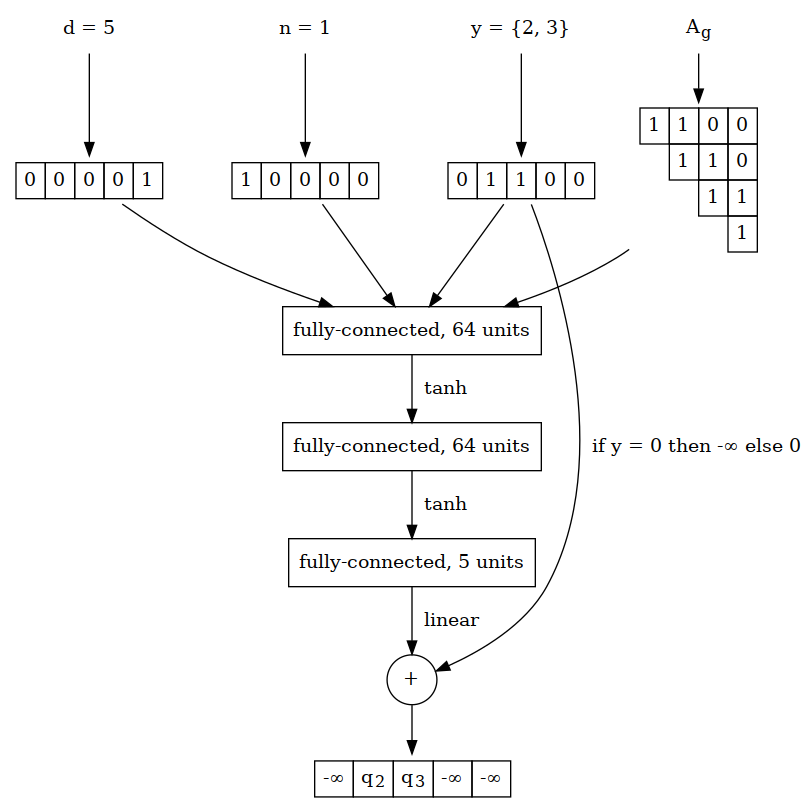 d = 5
n = 1
y = {2, 3}
A_g
0 0 0 0 1
1 0 0 0 0
0 1 1 0 0
1 1 0 0
1 1 0
1 1
1
fully-connected, 64 units
tanh
fully-connected, 64 units
if y = 0 then -∞ else 0
tanh
fully-connected, 5 units
linear
+
-∞ q_2 q_3 -∞ -∞